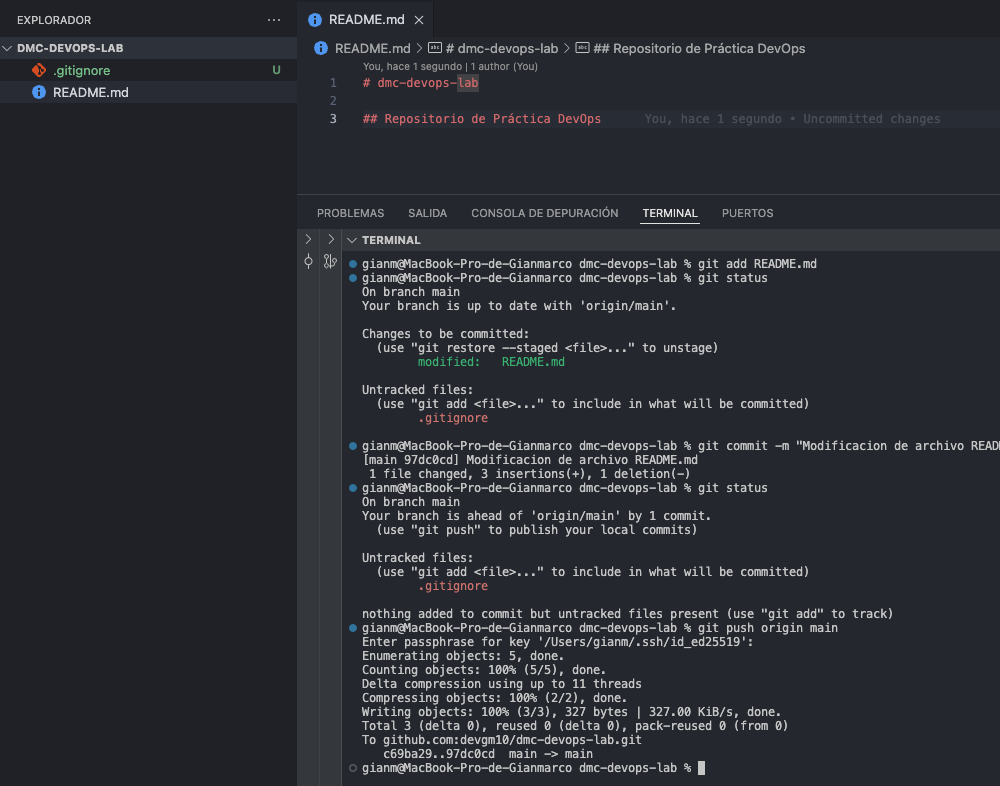 EXPLORADOR
DMC-DEVOPS-LAB
.gitignore U
README.md
README.md
README.md > # dmc-devops-lab > ## Repositorio de Práctica DevOps
You, hace 1 segundo | 1 author (You)
1 # dmc-devops-lab
2
3 ## Repositorio de Práctica DevOps You, hace 1 segundo • Uncommitted changes
PROBLEMAS SALIDA CONSOLA DE DEPURACIÓN TERMINAL PUERTOS
TERMINAL
gianm@MacBook-Pro-de-Gianmarco dmc-devops-lab % git add README.md
gianm@MacBook-Pro-de-Gianmarco dmc-devops-lab % git status
On branch main
Your branch is up to date with 'origin/main'.
Changes to be committed:
(use "git restore --staged <file>..." to unstage)
modified: README.md
Untracked files:
(use "git add <file>..." to include in what will be committed)
.gitignore
gianm@MacBook-Pro-de-Gianmarco dmc-devops-lab % git commit -m "Modificacion de archivo READM
[main 97dc0cd] Modificacion de archivo README.md
1 file changed, 3 insertions(+), 1 deletion(-)
gianm@MacBook-Pro-de-Gianmarco dmc-devops-lab % git status
On branch main
Your branch is ahead of 'origin/main' by 1 commit.
(use "git push" to publish your local commits)
Untracked files:
(use "git add <file>..." to include in what will be committed)
.gitignore
nothing added to commit but untracked files present (use "git add" to track)
gianm@MacBook-Pro-de-Gianmarco dmc-devops-lab % git push origin main
Enter passphrase for key '/Users/gianm/.ssh/id_ed25519':
Enumerating objects: 5, done.
Counting objects: 100% (5/5), done.
Delta compression using up to 11 threads
Compressing objects: 100% (2/2), done.
Writing objects: 100% (3/3), 327 bytes | 327.00 KiB/s, done.
Total 3 (delta 0), reused 0 (delta 0), pack-reused 0 (from 0)
To github.com:devgm10/dmc-devops-lab.git
c69ba29..97dc0cd main -> main
gianm@MacBook-Pro-de-Gianmarco dmc-devops-lab %